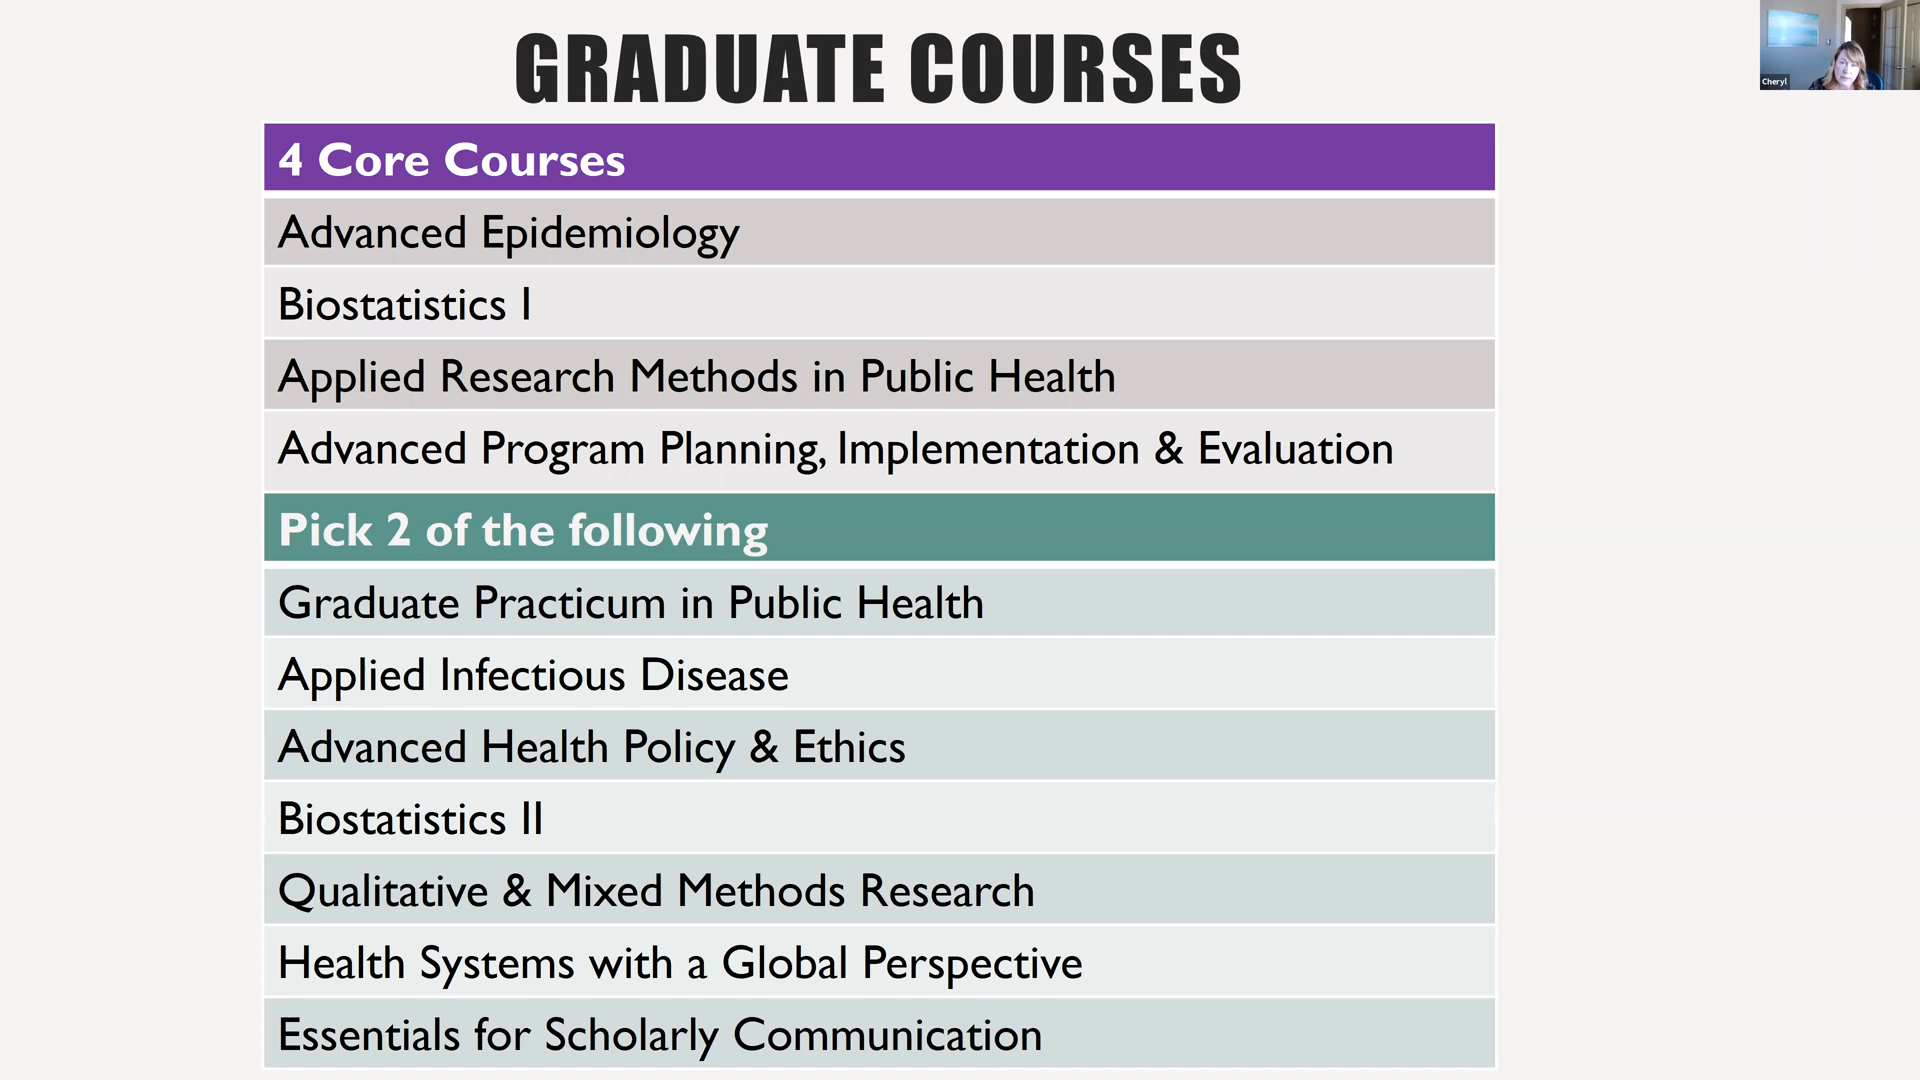 GRADUATE COURSES
Cheryl
4 Core Courses
Advanced Epidemiology
Biostatistics I
Applied Research Methods in Public Health
Advanced Program Planning, Implementation & Evaluation
Pick 2 of the following
Graduate Practicum in Public Health
Applied Infectious Disease
Advanced Health Policy & Ethics
Biostatistics II
Qualitative & Mixed Methods Research
Health Systems with a Global Perspective
Essentials for Scholarly Communication